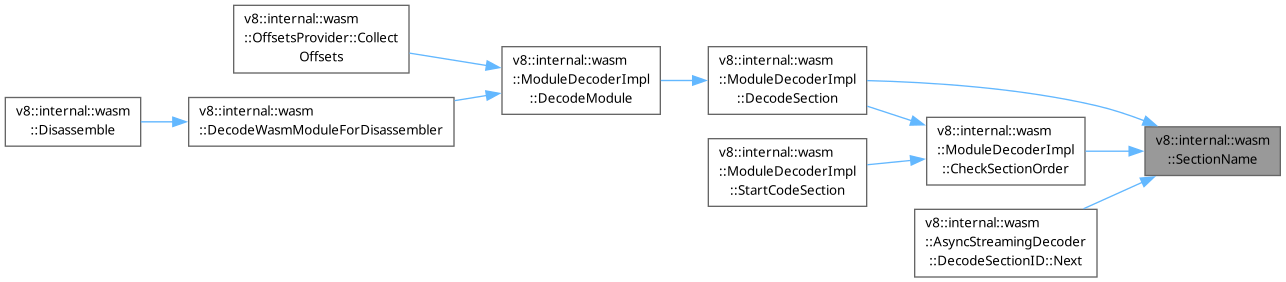 v8::internal::wasm
::OffsetsProvider::Collect
Offsets
v8::internal::wasm
::Disassemble
v8::internal::wasm
::DecodeWasmModuleForDisassembler
v8::internal::wasm
::ModuleDecoderImpl
::DecodeModule
v8::internal::wasm
::ModuleDecoderImpl
::DecodeSection
v8::internal::wasm
::ModuleDecoderImpl
::StartCodeSection
v8::internal::wasm
::ModuleDecoderImpl
::CheckSectionOrder
v8::internal::wasm
::AsyncStreamingDecoder
::DecodeSectionID::Next
v8::internal::wasm
::SectionName